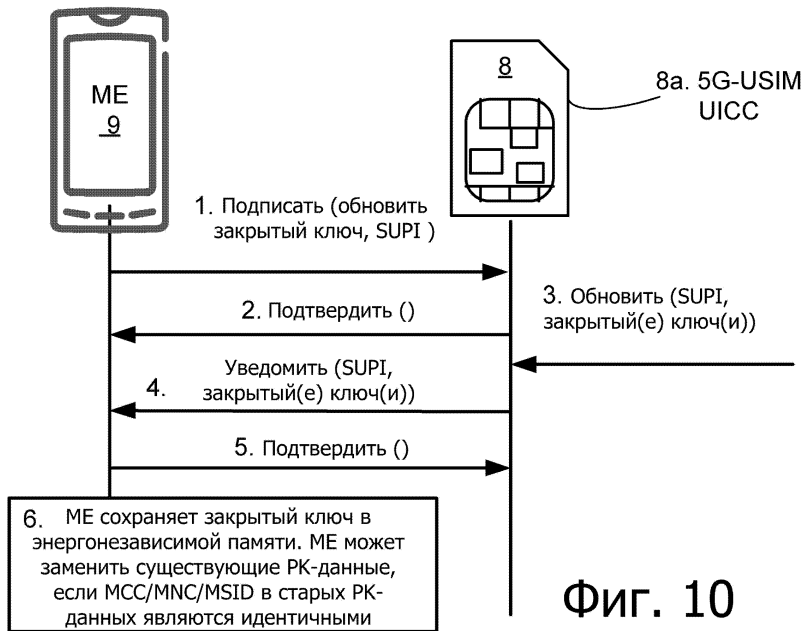 ME
9
8
8a. 5G-USIM
UICC
1. Подписать (обновить
закрытый ключ, SUPI )
2. Подтвердить ()
3. Обновить (SUPI,
закрытый(е) ключ(и))
4. Уведомить (SUPI,
закрытый(е) ключ(и))
5. Подтвердить ()
6. ME сохраняет закрытый ключ в
энергонезависимой памяти. ME может
заменить существующие PK-данные,
если MCC/MNC/MSID в старых PK-
данных являются идентичными
Фиг. 10